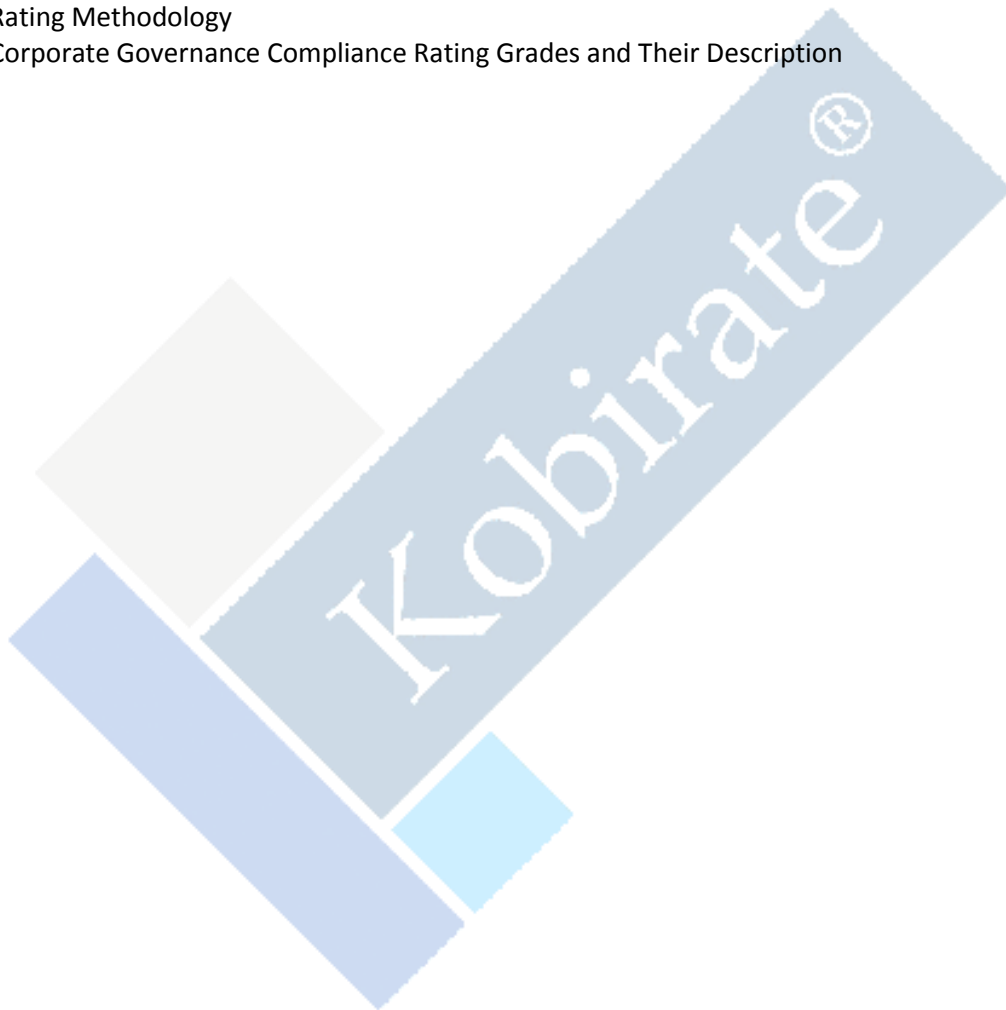 Rating Methodology
Corporate Governance Compliance Rating Grades and Their Description
Kobirate®